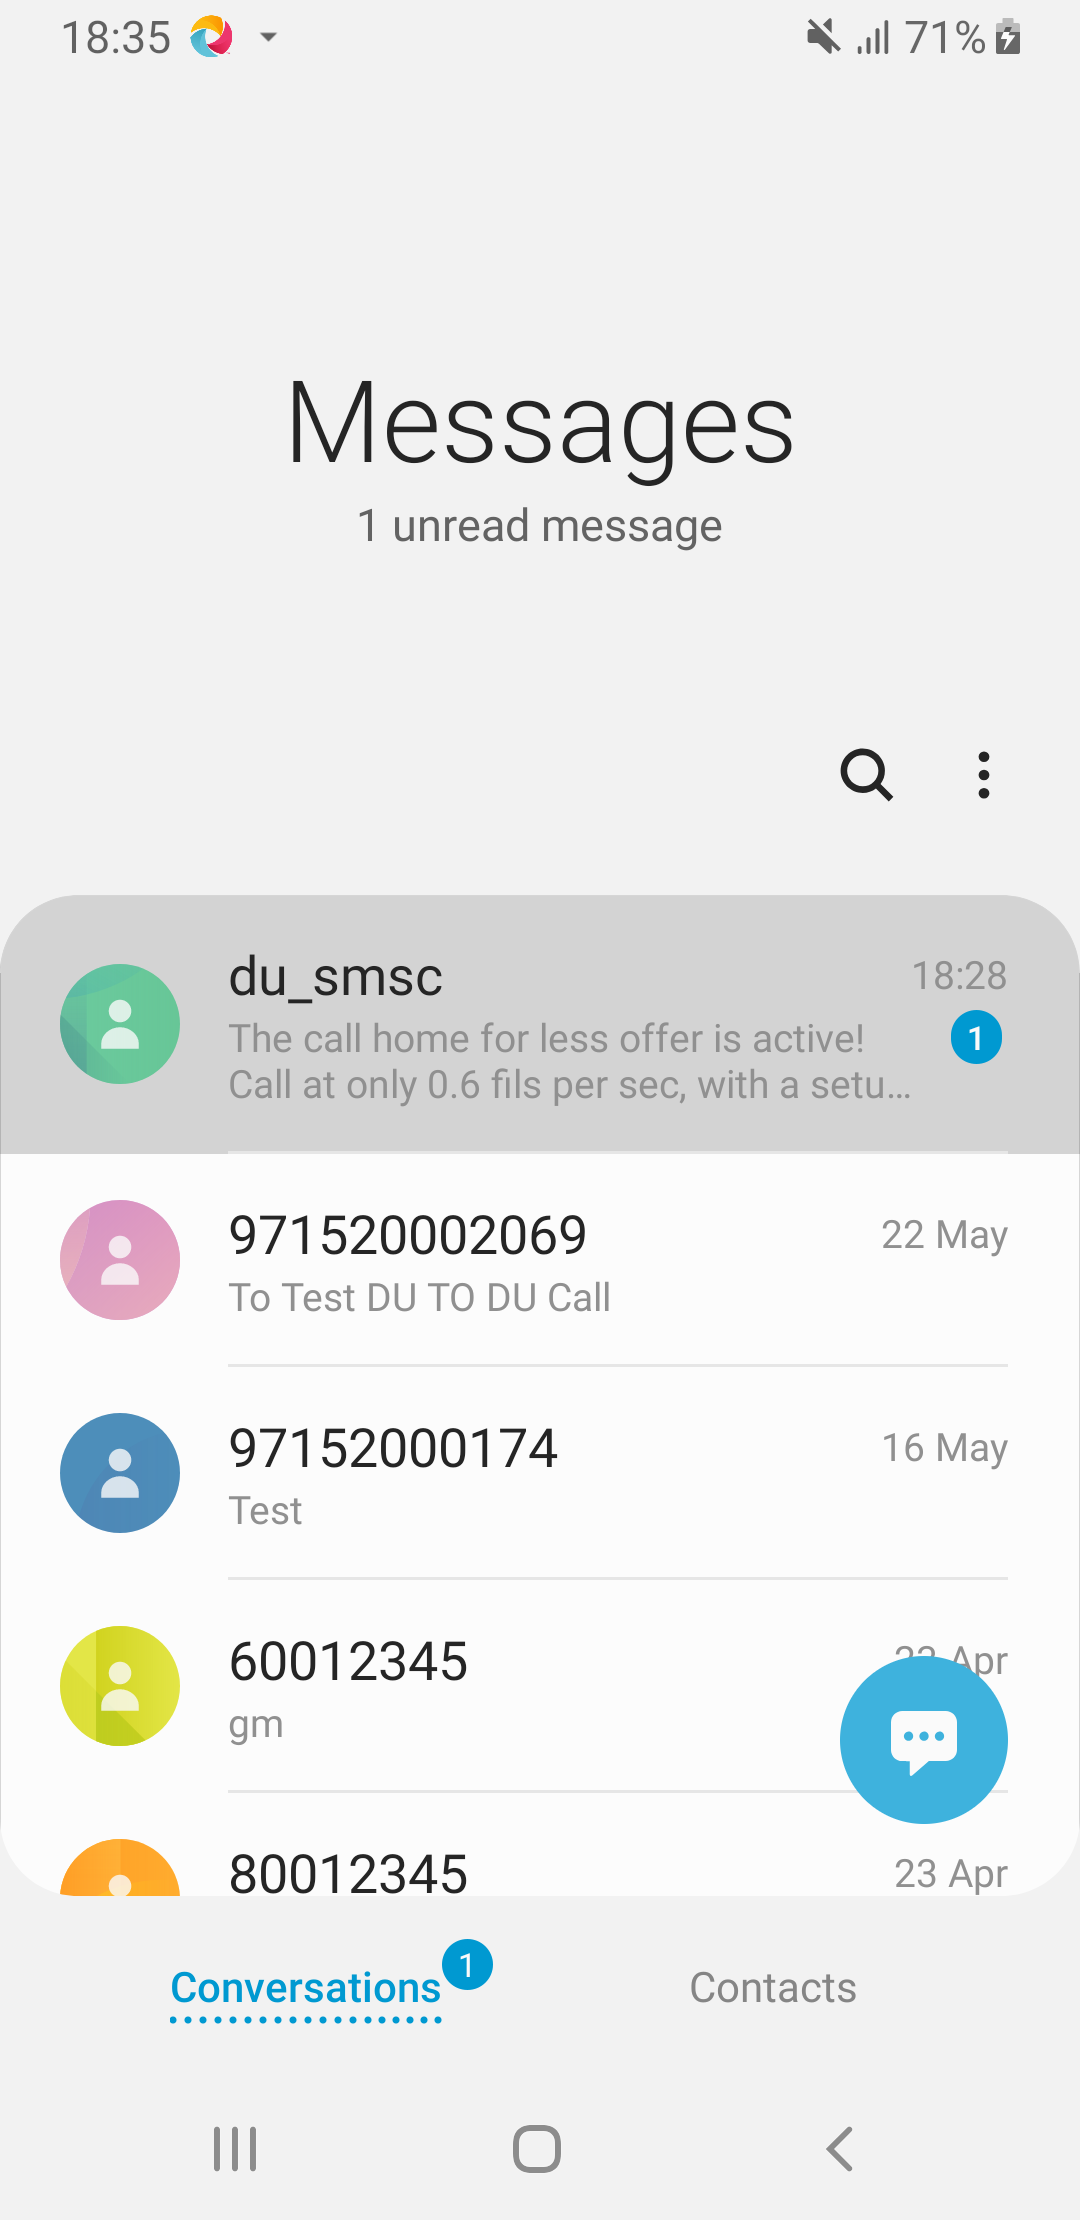 18:35
71%
Messages
1 unread message
du_smsc
18:28
The call home for less offer is active!
1
Call at only 0.6 fils per sec, with a setu...
971520002069
22 May
To Test DU TO DU Call
97152000174
16 May
Test
60012345
Apr
gm
80012345
23 Apr
Conversations
1
Contacts